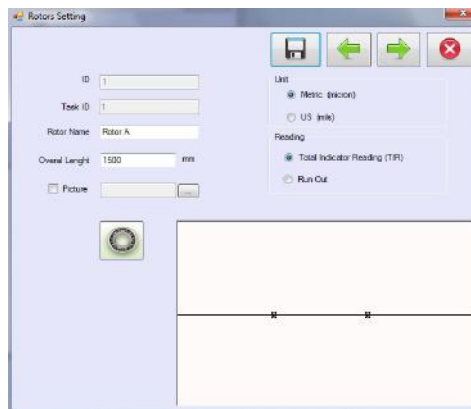 Rotors Setting
ID 1
Task ID 1
Rotor Name Rotor A
Overal Lenght 1500 mm
Picture ...
Unit
Metric (micron)
US (mils)
Reading
Total Indicator Reading (TIR)
Run Out